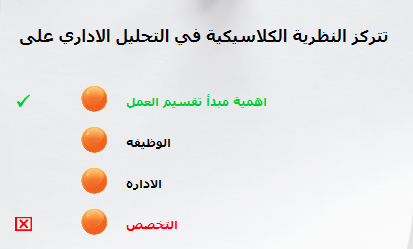 تتركز النظرية الكلاسيكية في التحليل الاداري على
اهمية مبدأ تقسيم العمل
الوظيفه
الاداره
التخصص